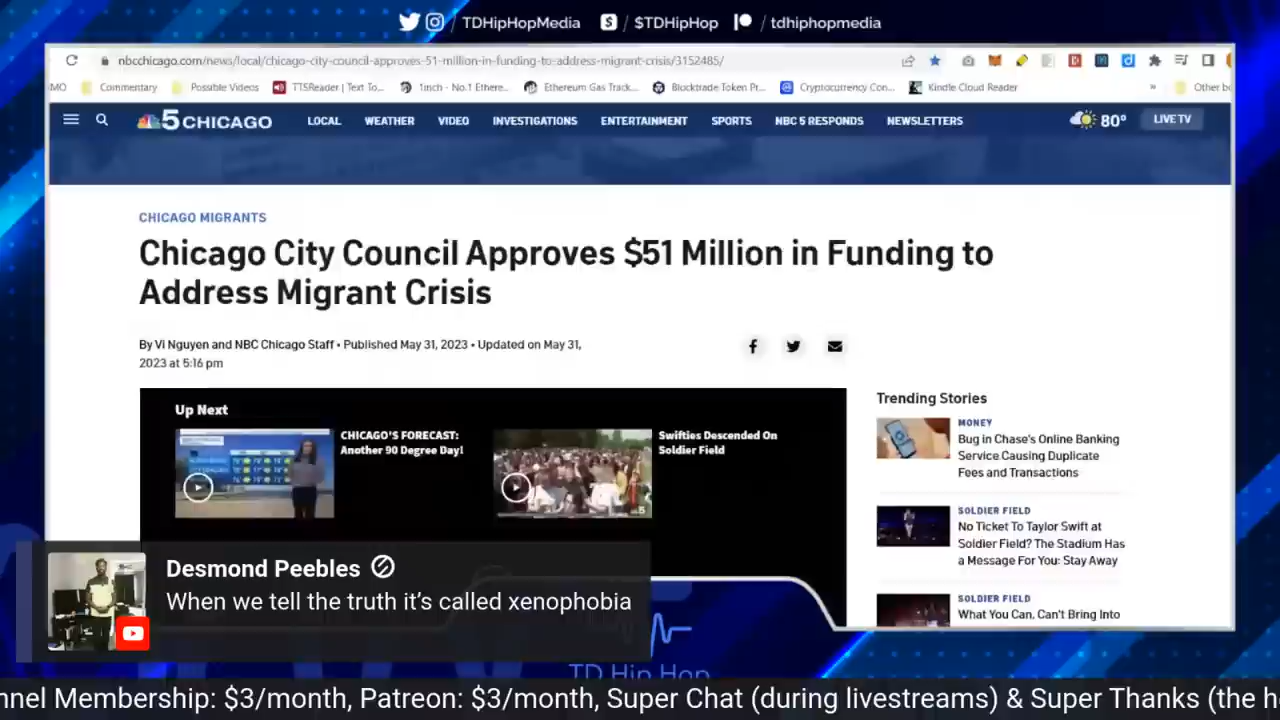 / TDHipHopMedia $ / $TDHipHop / tdhiphopmedia
nbcchicago.com/news/local/chicago-city-council-approves-51-million-in-funding-to-address-migrant-crisis/3152485/
MO Commentary Possible Videos TTSReader | Text To... 1inch - No.1 Ethere... Ethereum Gas Track... Blocktrade Token Pr... Cryptocurrency Con... Kindle Cloud Reader » Other bo
5 CHICAGO LOCAL WEATHER VIDEO INVESTIGATIONS ENTERTAINMENT SPORTS NBC 5 RESPONDS NEWSLETTERS 80° LIVE TV
CHICAGO MIGRANTS
Chicago City Council Approves $51 Million in Funding to
Address Migrant Crisis
By Vi Nguyen and NBC Chicago Staff • Published May 31, 2023 • Updated on May 31,
2023 at 5:16 pm
Up Next
CHICAGO'S FORECAST:
Another 90 Degree Day!
Swifties Descended On
Soldier Field
Trending Stories
MONEY
Bug in Chase's Online Banking
Service Causing Duplicate
Fees and Transactions
SOLDIER FIELD
No Ticket To Taylor Swift at
Soldier Field? The Stadium Has
a Message For You: Stay Away
SOLDIER FIELD
What You Can, Can't Bring Into
Desmond Peebles
When we tell the truth it's called xenophobia
TD Hip Hop
nnel Membership: $3/month, Patreon: $3/month, Super Chat (during livestreams) & Super Thanks (the h